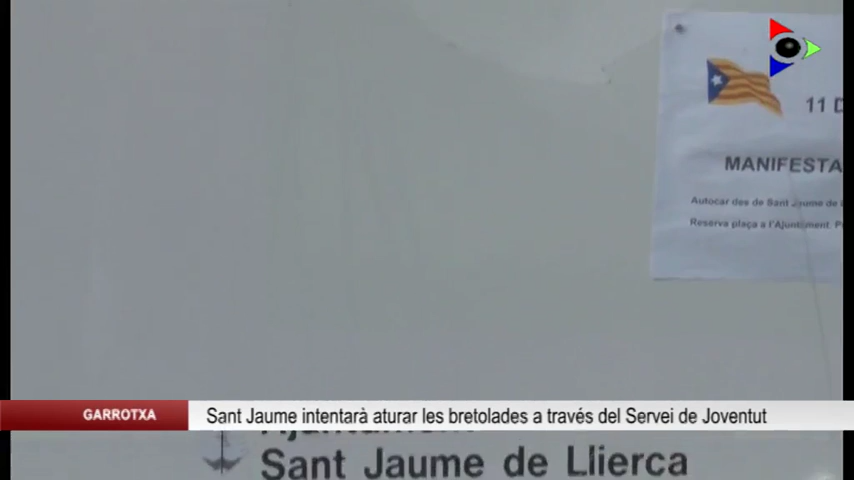 11 D
MANIFESTA
Autocar des de Sant Jaume de
Reserva plaça a l'Ajuntament.
GARROTXA
Sant Jaume intentarà aturar les bretolades a través del Servei de Joventut
Ajuntament
Sant Jaume de Llierca